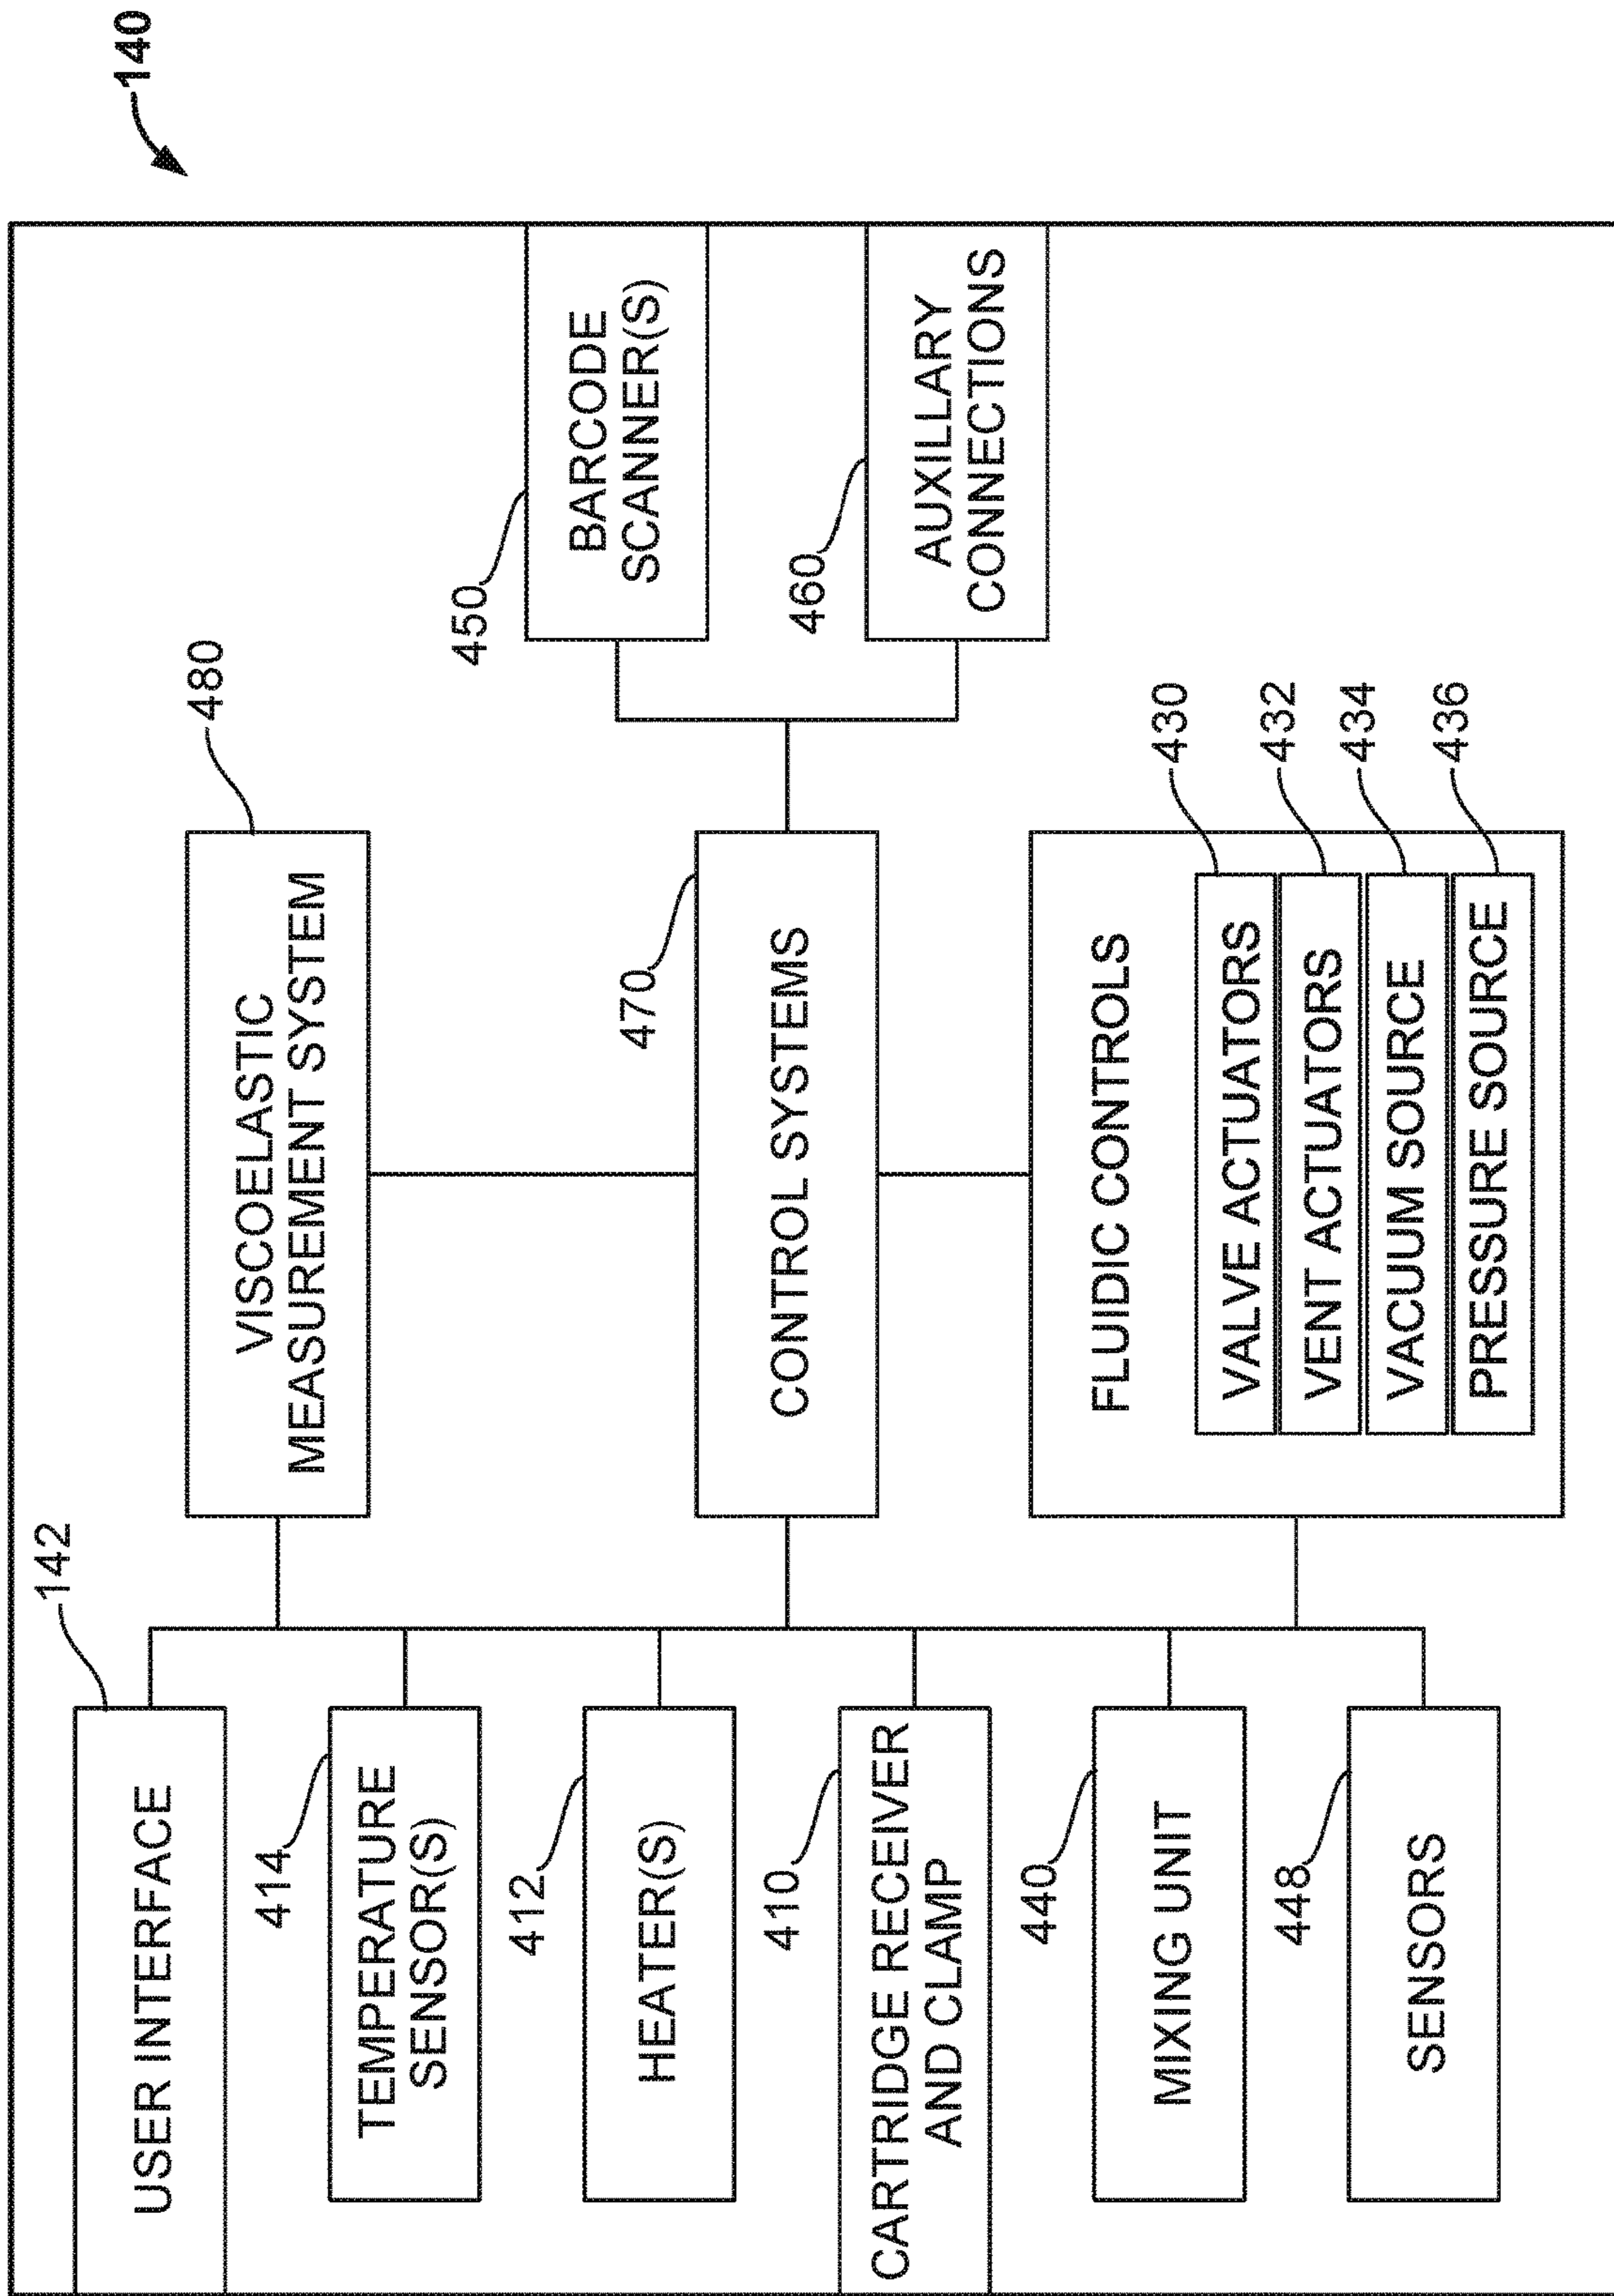 140
142
USER INTERFACE
414
TEMPERATURE
SENSOR(S)
412
HEATER(S)
410
CARTRIDGE RECEIVER
AND CLAMP
440
MIXING UNIT
448
SENSORS
480
VISCOELASTIC
MEASUREMENT SYSTEM
470
CONTROL SYSTEMS
FLUIDIC CONTROLS
VALVE ACTUATORS
430
VENT ACTUATORS
432
VACUUM SOURCE
434
PRESSURE SOURCE
436
450
BARCODE
SCANNER(S)
460
AUXILLARY
CONNECTIONS